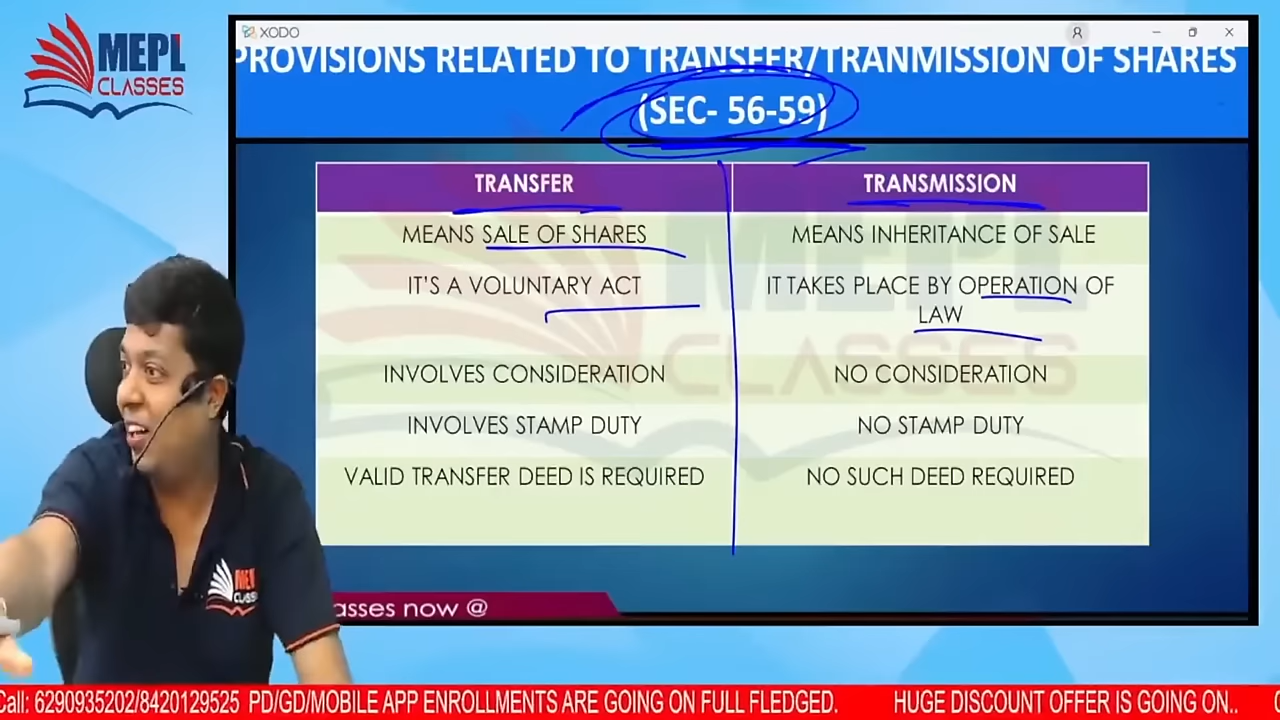 MEPL
CLASSES
XODO
PROVISIONS RELATED TO TRANSFER/TRANMISSION OF SHARES
(SEC- 56-59)
TRANSFER
TRANSMISSION
MEANS SALE OF SHARES
MEANS INHERITANCE OF SALE
IT'S A VOLUNTARY ACT
IT TAKES PLACE BY OPERATION OF
LAW
INVOLVES CONSIDERATION
NO CONSIDERATION
INVOLVES STAMP DUTY
NO STAMP DUTY
VALID TRANSFER DEED IS REQUIRED
NO SUCH DEED REQUIRED
MEPL
CLASSES
MEPL
asses now @
Call: 6290935202/8420129525 PD/GD/MOBILE APP ENROLLMENTS ARE GOING ON FULL FLEDGED. HUGE DISCOUNT OFFER IS GOING ON..